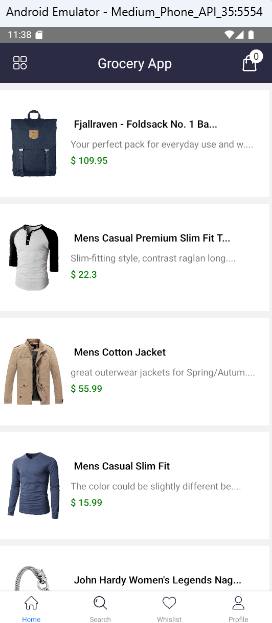 Android Emulator - Medium_Phone_API_35:5554
11:38
Grocery App
0
Fjallraven - Foldsack No. 1 Ba...
Your perfect pack for everyday use and w....
$ 109.95
Mens Casual Premium Slim Fit T...
Slim-fitting style, contrast raglan long....
$ 22.3
Mens Cotton Jacket
great outerwear jackets for Spring/Autum....
$ 55.99
Mens Casual Slim Fit
The color could be slightly different be....
$ 15.99
John Hardy Women's Legends Nag...
Home Search Whislist Profile